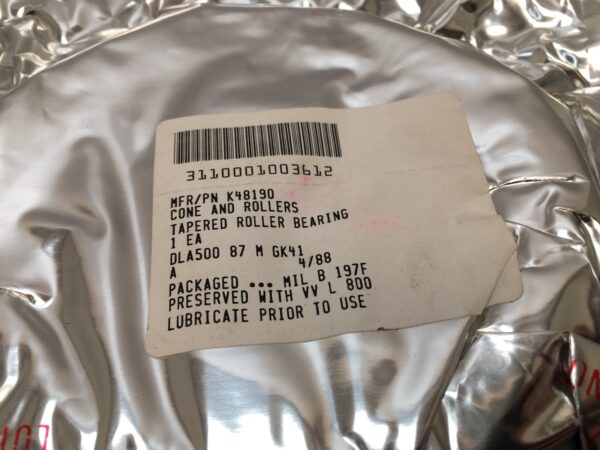 3110001003612
MFR/PN K48190
CONE AND ROLLERS
TAPERED ROLLER BEARING
1 EA
DLA500 87 M GK41
A 4/88
PACKAGED ... MIL B 197F
PRESERVED WITH VV L 800
LUBRICATE PRIOR TO USE